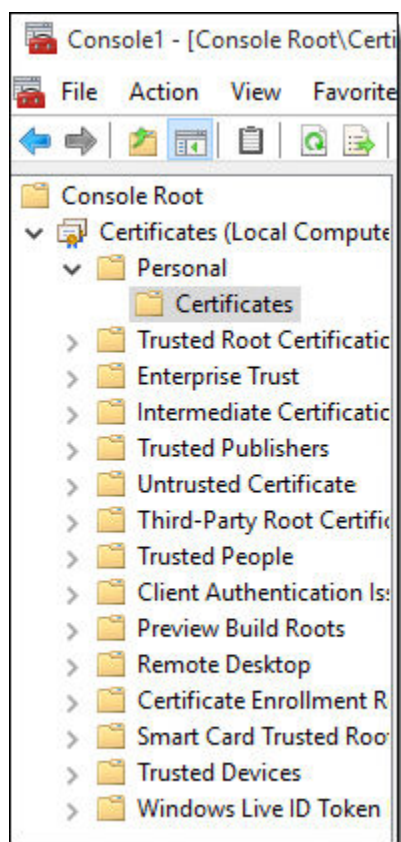 Console1 - [Console Root\Certi
File Action View Favorite
Console Root
Certificates (Local Compute
Personal
Certificates
Trusted Root Certificatic
Enterprise Trust
Intermediate Certificatic
Trusted Publishers
Untrusted Certificate
Third-Party Root Certific
Trusted People
Client Authentication Is
Preview Build Roots
Remote Desktop
Certificate Enrollment R
Smart Card Trusted Roo
Trusted Devices
Windows Live ID Token